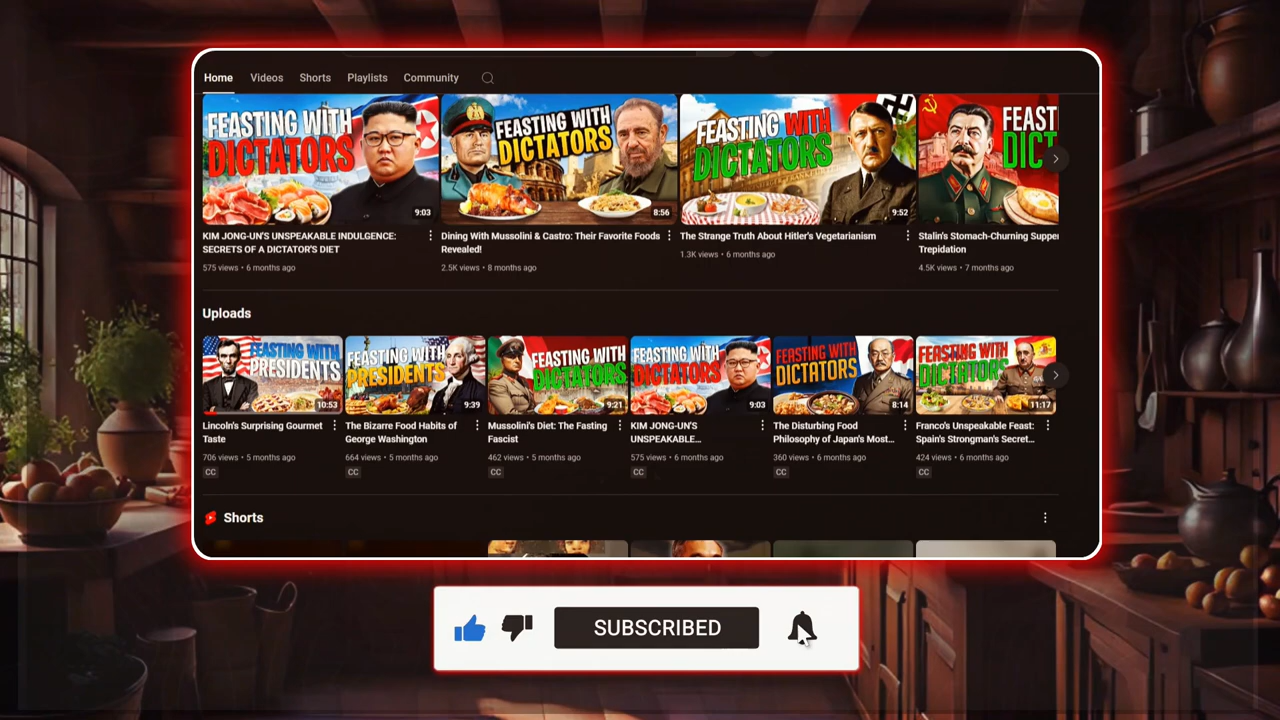 Home Videos Shorts Playlists Community
FEASTING WITH
DICTATORS
9:03
FEASTING WITH
DICTATORS
8:56
FEASTING WITH
DICTATORS
9:52
FEAST
DICT
KIM JONG-UN'S UNSPEAKABLE INDULGENCE:
SECRETS OF A DICTATOR'S DIET
575 views • 6 months ago
Dining With Mussolini & Castro: Their Favorite Foods
Revealed!
2.5K views • 8 months ago
The Strange Truth About Hitler's Vegetarianism
1.3K views • 6 months ago
Stalin's Stomach-Churning Supper
Trepidation
4.5K views • 7 months ago
Uploads
FEASTING WITH
PRESIDENTS
10:53
FEASTING WITH
PRESIDENTS
9:39
FEASTING WITH
DICTATORS
9:21
FEASTING WITH
DICTATORS
9:03
FEASTING WITH
DICTATORS
8:14
FEASTING WITH
DICTATORS
11:17
Lincoln's Surprising Gourmet
Taste
706 views • 5 months ago
CC
The Bizarre Food Habits of
George Washington
664 views • 5 months ago
CC
Mussolini's Diet: The Fasting
Fascist
462 views • 5 months ago
CC
KIM JONG-UN'S
UNSPEAKABLE...
575 views • 6 months ago
CC
The Disturbing Food
Philosophy of Japan's Most...
360 views • 6 months ago
CC
Franco's Unspeakable Feast:
Spain's Strongman's Secret...
424 views • 6 months ago
CC
Shorts
SUBSCRIBED